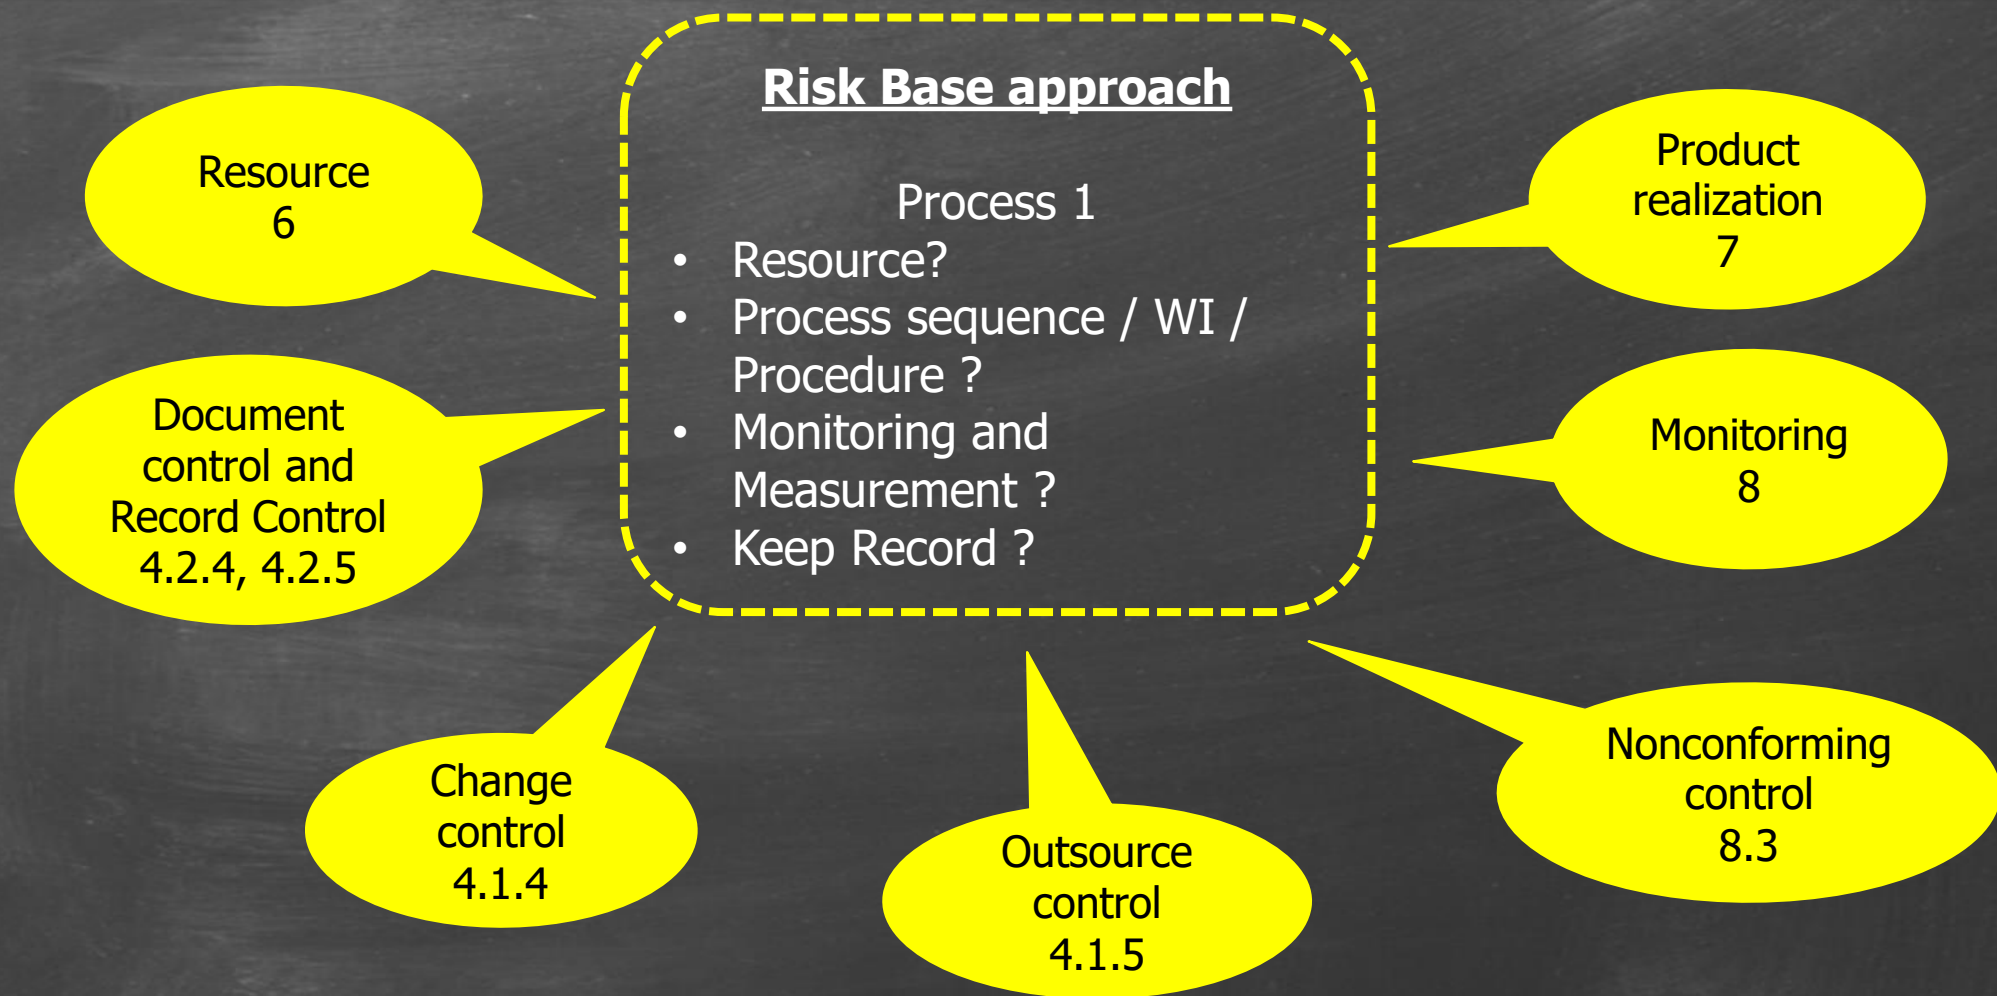 Risk Base approach
Process 1
• Resource?
• Process sequence / WI /
Procedure ?
• Monitoring and
Measurement ?
• Keep Record ?
Resource
6
Document
control and
Record Control
4.2.4, 4.2.5
Change
control
4.1.4
Outsource
control
4.1.5
Nonconforming
control
8.3
Monitoring
8
Product
realization
7